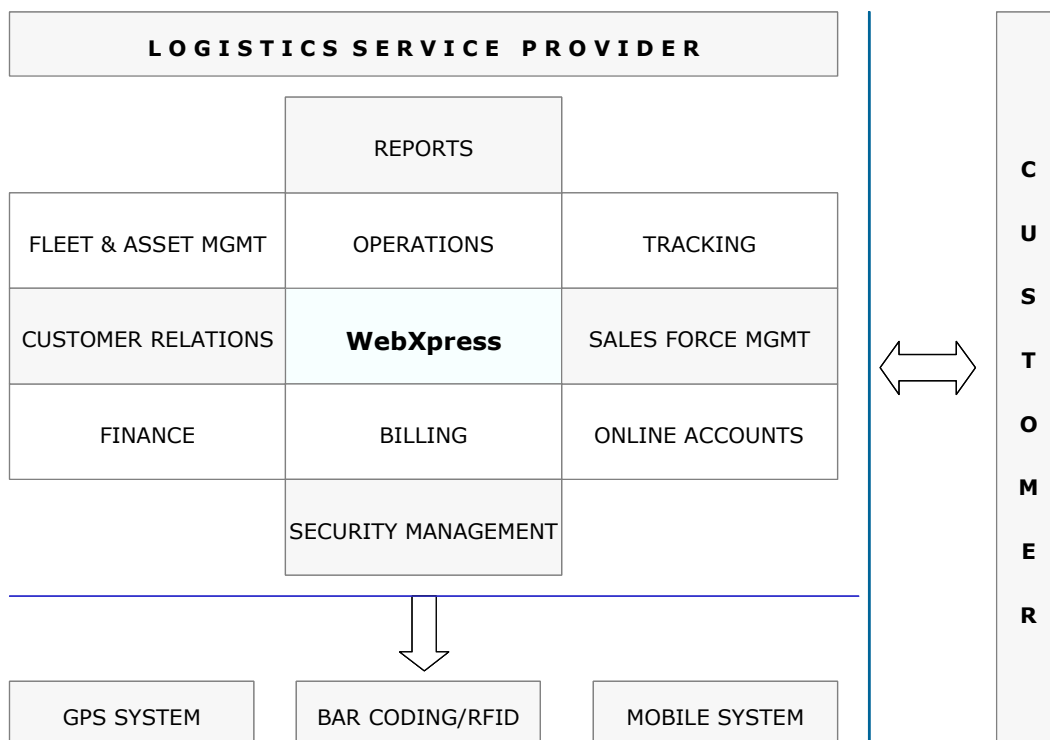 LOGISTICS SERVICE PROVIDER
REPORTS
FLEET & ASSET MGMT OPERATIONS TRACKING
CUSTOMER RELATIONS WebXpress SALES FORCE MGMT
FINANCE BILLING ONLINE ACCOUNTS
SECURITY MANAGEMENT
GPS SYSTEM BAR CODING/RFID MOBILE SYSTEM
C
U
S
T
O
M
E
R